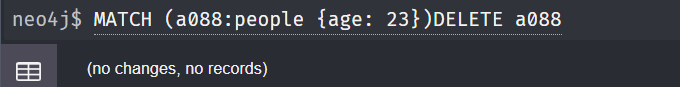 neo4j$ MATCH (a088:people {age: 23})DELETE a088
(no changes, no records)